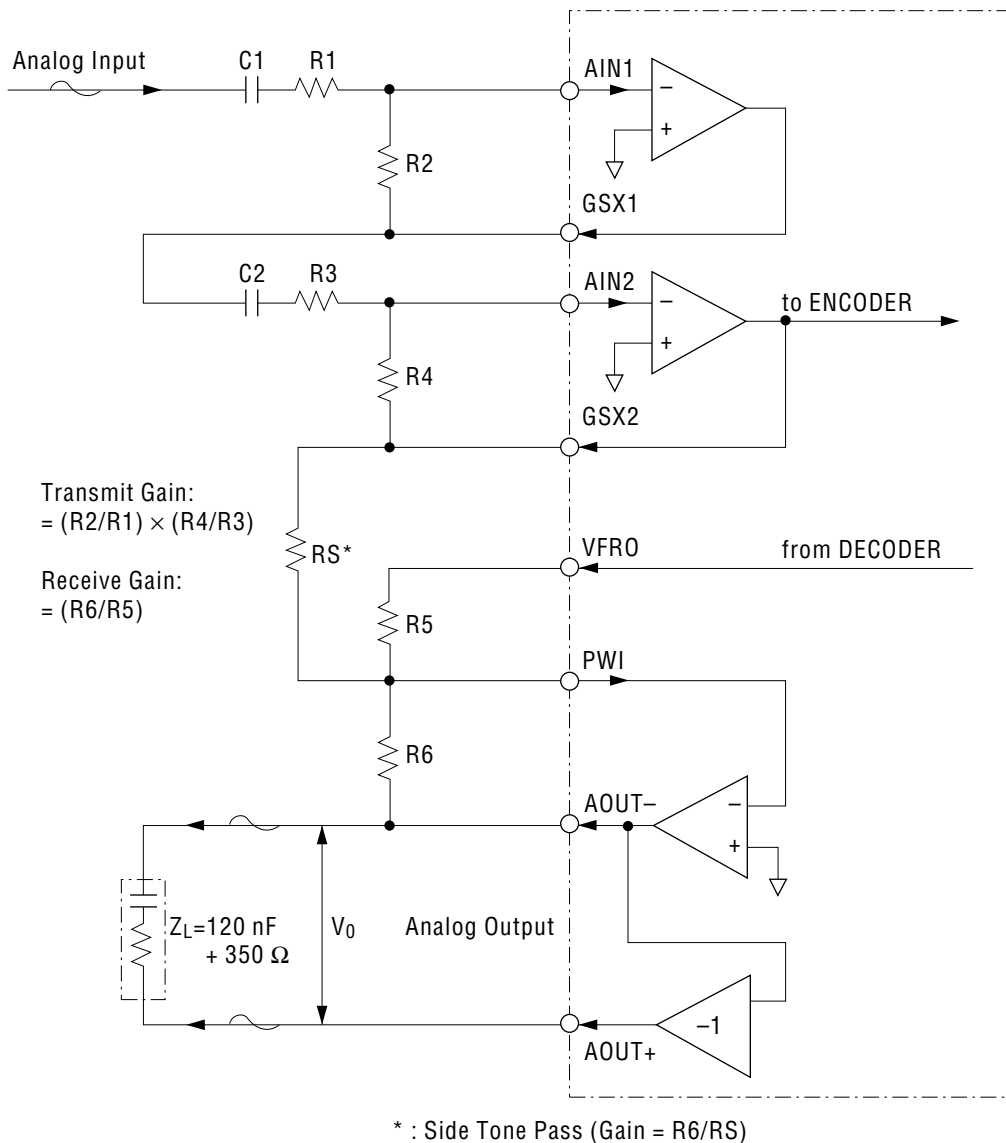 Analog Input
C1
R1
AIN1
−
+
R2
GSX1
C2
R3
AIN2
−
+
to ENCODER
R4
GSX2
Transmit Gain:
= (R2/R1) × (R4/R3)
RS*
VFRO
from DECODER
Receive Gain:
= (R6/R5)
R5
PWI
R6
AOUT−
−
+
ZL=120 nF
+ 350 Ω
V0
Analog Output
−1
AOUT+
* : Side Tone Pass (Gain = R6/RS)